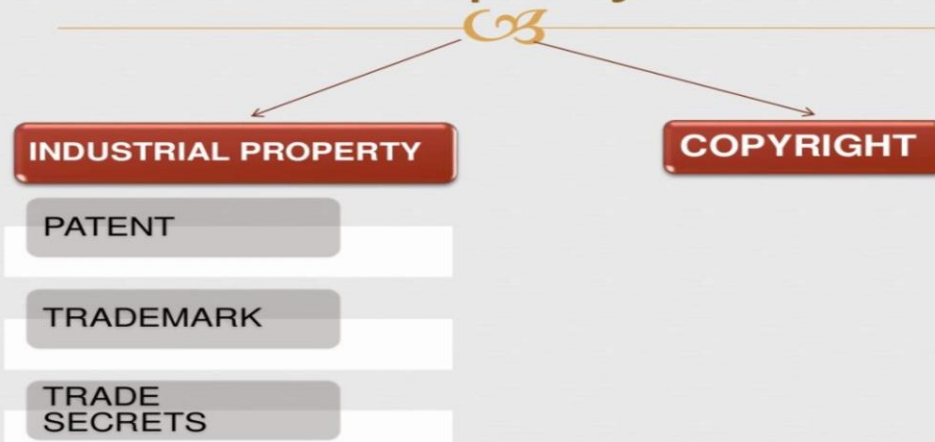 INDUSTRIAL PROPERTY
COPYRIGHT
PATENT
TRADEMARK
TRADE
SECRETS